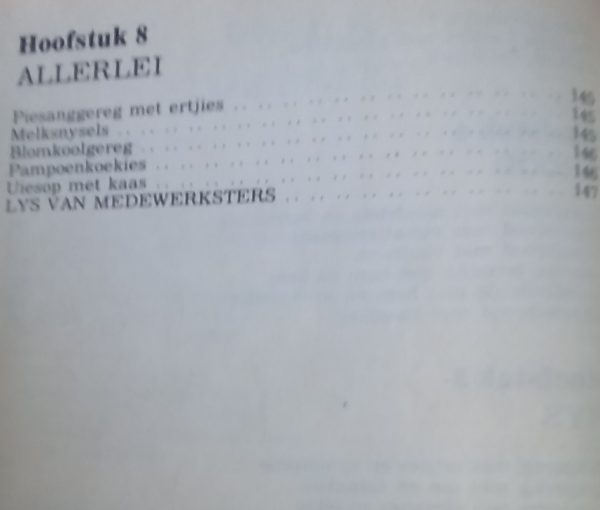 Hoofstuk 8
ALLERLEI
Piesanggereg met ertjies .. .. .. .. .. .. .. .. .. .. .. .. .. .. .. 145
Melksnysels .. .. .. .. .. .. .. .. .. .. .. .. .. .. .. .. .. .. 145
Blomkoolgereg .. .. .. .. .. .. .. .. .. .. .. .. .. .. .. .. .. 145
Pampoenkoekies .. .. .. .. .. .. .. .. .. .. .. .. .. .. .. .. 146
Uiesop met kaas .. .. .. .. .. .. .. .. .. .. .. .. .. .. .. .. 146
LYS VAN MEDEWERKSTERS .. .. .. .. .. .. .. .. .. .. .. 147